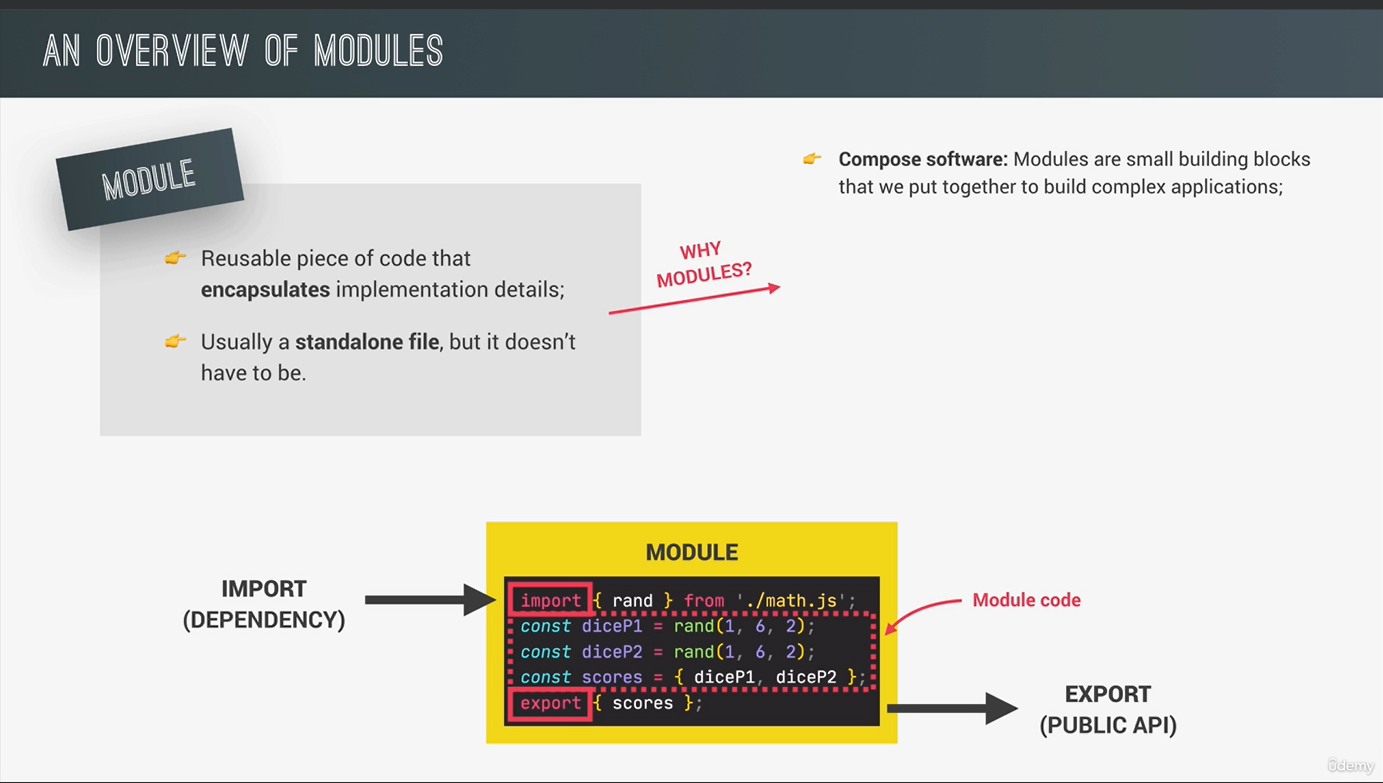 AN OVERVIEW OF MODULES
MODULE
👉 Reusable piece of code that
encapsulates implementation details;
👉 Usually a standalone file, but it doesn’t
have to be.
WHY
MODULES?
👉 Compose software: Modules are small building blocks
that we put together to build complex applications;
IMPORT
(DEPENDENCY)
MODULE
import { rand } from './math.js';
const diceP1 = rand(1, 6, 2);
const diceP2 = rand(1, 6, 2);
const scores = { diceP1, diceP2 };
export { scores };
Module code
EXPORT
(PUBLIC API)
ûdemy